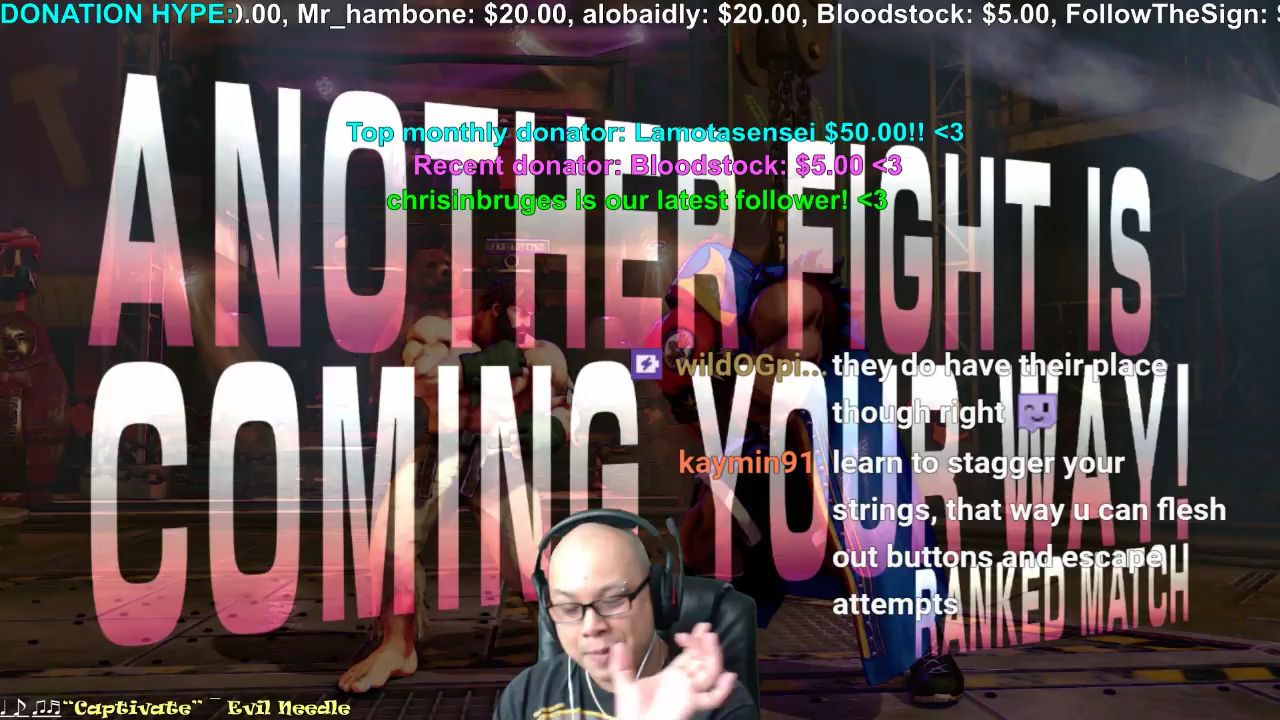 DONATION HYPE: 0.00, Mr_hambone: $20.00, alobaidly: $20.00, Bloodstock: $5.00, FollowTheSign:
ANOTHER FIGHT IS
COMING YOUR WAY!
RANKED MATCH
Top monthly donator: Lamotasensei $50.00!! <3
Recent donator: Bloodstock: $5.00 <3
chrisinbruges is our latest follower! <3
wildOGpi... they do have their place
though right
kaymin91: learn to stagger your
strings, that way u can flesh
out buttons and escape
attempts
"Captivate" ~ Evil Needle